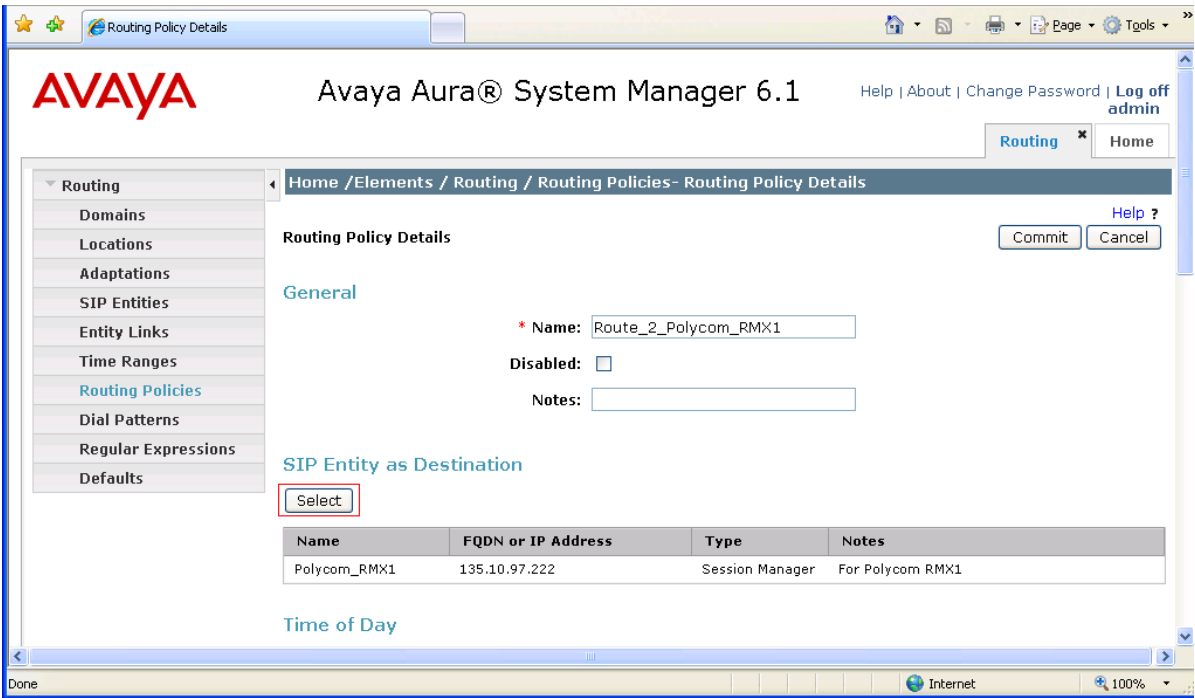 Routing Policy Details
Page
Tools
»
AVAYA
Avaya Aura® System Manager 6.1
Help | About | Change Password | Log off admin
Routing
Home
Routing
Domains
Locations
Adaptations
SIP Entities
Entity Links
Time Ranges
Routing Policies
Dial Patterns
Regular Expressions
Defaults
Home /Elements / Routing / Routing Policies- Routing Policy Details
Help ?
Routing Policy Details
Commit
Cancel
General
* Name: Route_2_Polycom_RMX1
Disabled:
Notes:
SIP Entity as Destination
Select
Name FQDN or IP Address Type Notes
Polycom_RMX1 135.10.97.222 Session Manager For Polycom RMX1
Time of Day
Done
Internet
100%